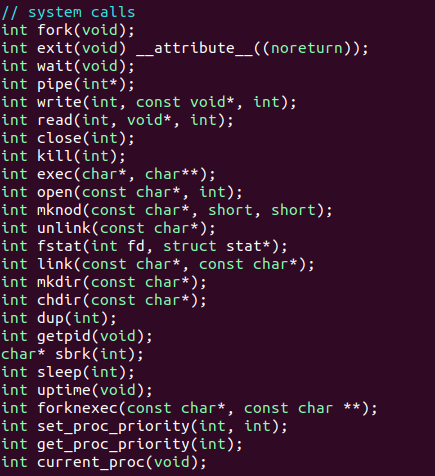 // system calls
int fork(void);
int exit(void) __attribute__((noreturn));
int wait(void);
int pipe(int*);
int write(int, const void*, int);
int read(int, void*, int);
int close(int);
int kill(int);
int exec(char*, char**);
int open(const char*, int);
int mknod(const char*, short, short);
int unlink(const char*);
int fstat(int fd, struct stat*);
int link(const char*, const char*);
int mkdir(const char*);
int chdir(const char*);
int dup(int);
int getpid(void);
char* sbrk(int);
int sleep(int);
int uptime(void);
int forknexec(const char*, const char **);
int set_proc_priority(int, int);
int get_proc_priority(int);
int current_proc(void);